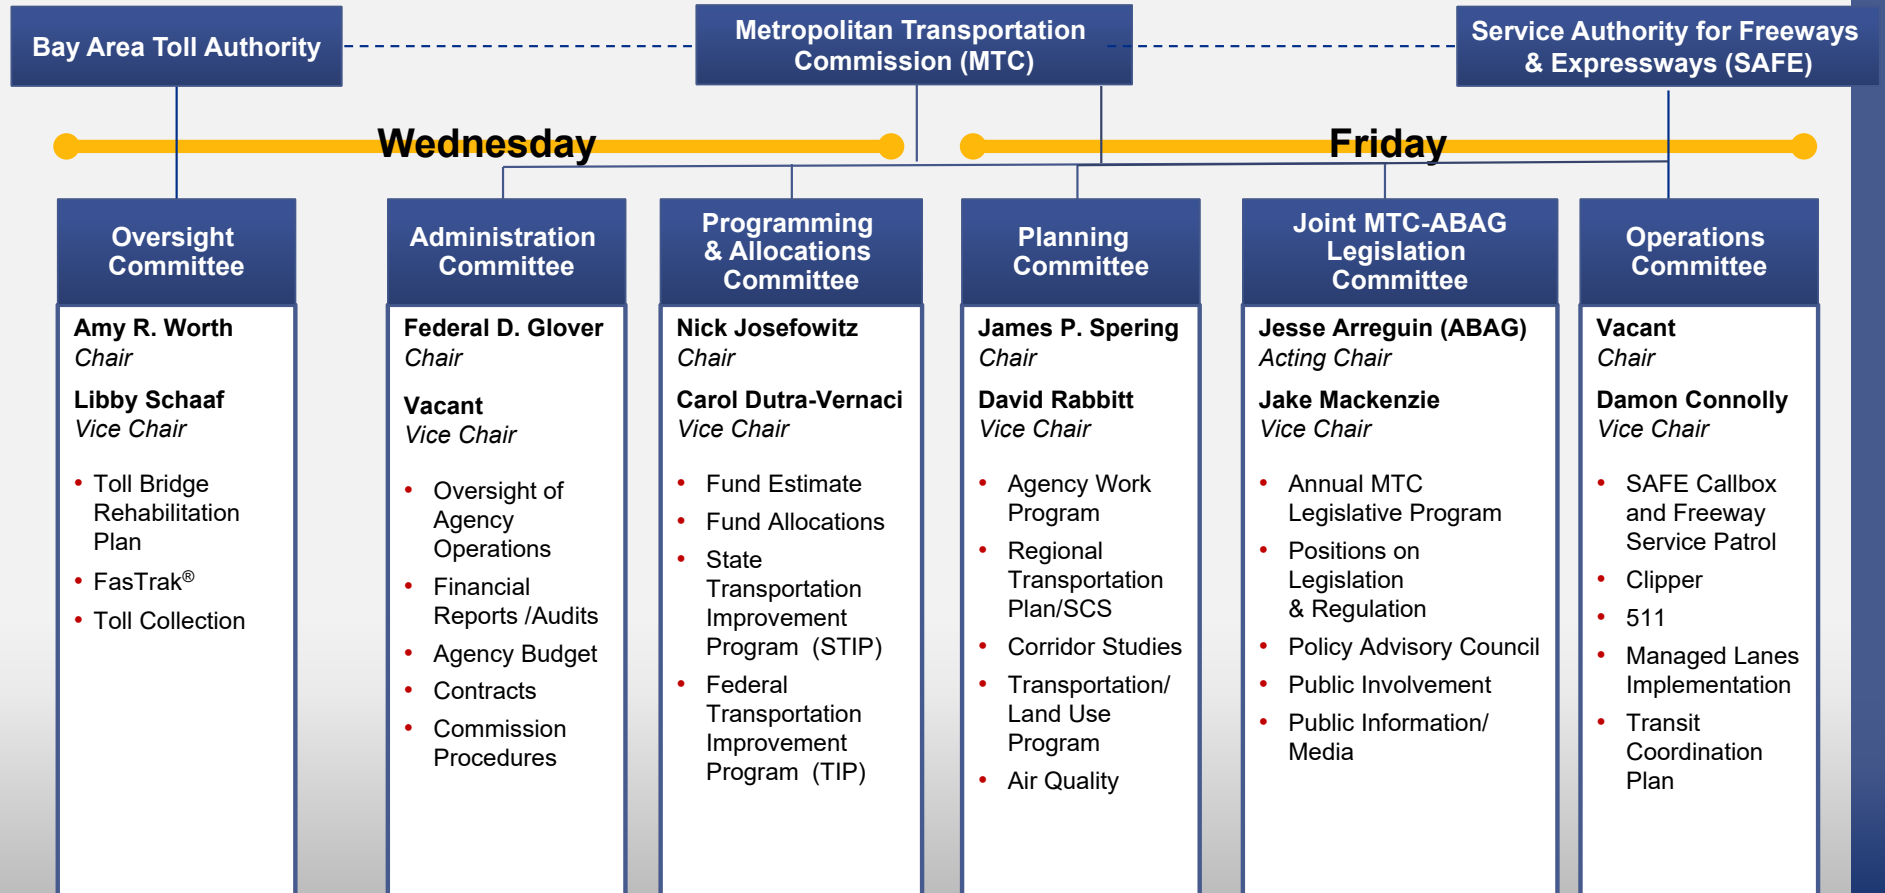 Bay Area Toll Authority
Metropolitan Transportation
Commission (MTC)
Service Authority for Freeways
& Expressways (SAFE)
Wednesday
Friday
Oversight
Committee
Amy R. Worth
Chair
Libby Schaaf
Vice Chair
• Toll Bridge
Rehabilitation
Plan
• FasTrak®
• Toll Collection
Administration
Committee
Federal D. Glover
Chair
Vacant
Vice Chair
• Oversight of
Agency
Operations
• Financial
Reports /Audits
• Agency Budget
• Contracts
• Commission
Procedures
Programming
& Allocations
Committee
Nick Josefowitz
Chair
Carol Dutra-Vernaci
Vice Chair
• Fund Estimate
• Fund Allocations
• State
Transportation
Improvement
Program (STIP)
• Federal
Transportation
Improvement
Program (TIP)
Planning
Committee
James P. Spering
Chair
David Rabbitt
Vice Chair
• Agency Work
Program
• Regional
Transportation
Plan/SCS
• Corridor Studies
• Transportation/
Land Use
Program
• Air Quality
Joint MTC-ABAG
Legislation
Committee
Jesse Arreguin (ABAG)
Acting Chair
Jake Mackenzie
Vice Chair
• Annual MTC
Legislative Program
• Positions on
Legislation
& Regulation
• Policy Advisory Council
• Public Involvement
• Public Information/
Media
Operations
Committee
Vacant
Chair
Damon Connolly
Vice Chair
• SAFE Callbox
and Freeway
Service Patrol
• Clipper
• 511
• Managed Lanes
Implementation
• Transit
Coordination
Plan